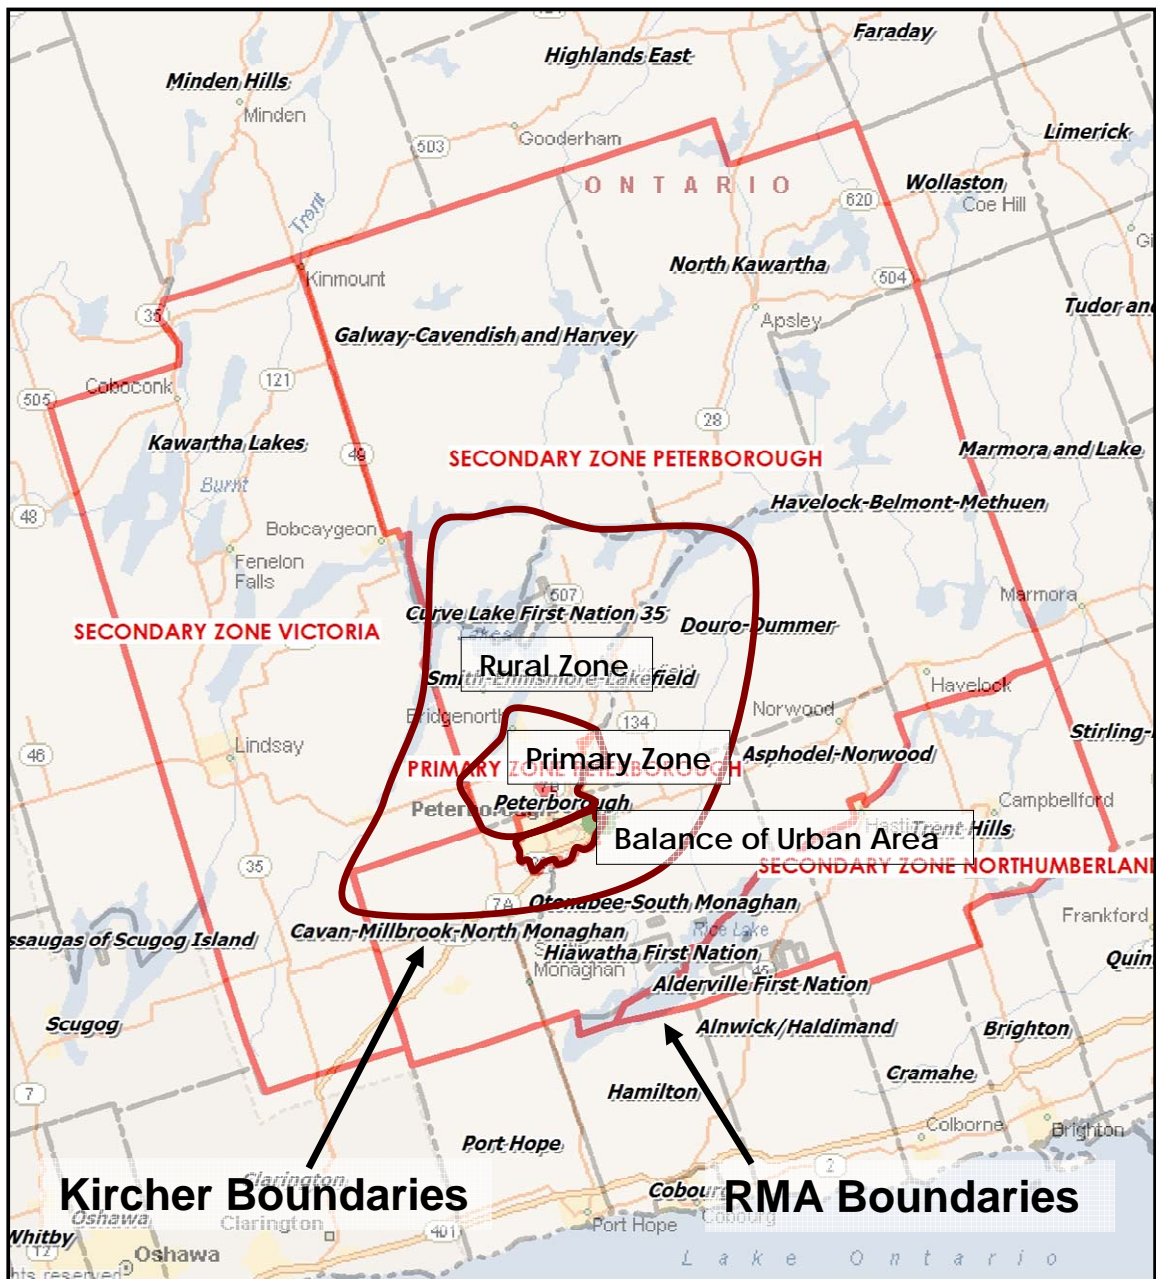 Faraday
Highlands East
Minden Hills
Minden
Limerick
Gooderham
503
ONTARIO
Wollaston
620
Coe Hill
Trent
North Kawartha
504
Kinmount
Tudor and
35
Apsley
Galway-Cavendish and Harvey
121
Coboconk
505
28
Kawartha Lakes
49
Marmora and Lake
SECONDARY ZONE PETERBOROUGH
Burnt
Havelock-Belmont-Methuen
48
Bobcaygeon
Fenelon
Falls
507
Marmora
Curve Lake First Nation 35
Douro-Dummer
SECONDARY ZONE VICTORIA
Lakes
Rural Zone
Smith-Ennismore-Lakefield
Havelock
Bridgenorth
134
Norwood
Stirling-
Lindsay
46
Primary Zone
Asphodel-Norwood
PRIMARY ZONE PETERBOROUGH
Peterborough
Peterborough
Campbellford
Trent Hills
Balance of Urban Area
35
SECONDARY ZONE NORTHUMBERLAND
7A
Otonabee-South Monaghan
Frankford
Cavan-Millbrook-North Monaghan
Rice Lake
ssaugas of Scugog Island
Hiawatha First Nation
Quin
Monaghan
45
Alderville First Nation
Scugog
Alnwick/Haldimand
Brighton
Cramahe
7
Hamilton
Colborne
Brighton
Port Hope
2
Clarington
Kircher Boundaries
Cobourg
RMA Boundaries
Oshawa
Clarington
Port Hope
Cobourg
401
Whitby
12
Oshawa
Lake Ontario
hts reserved